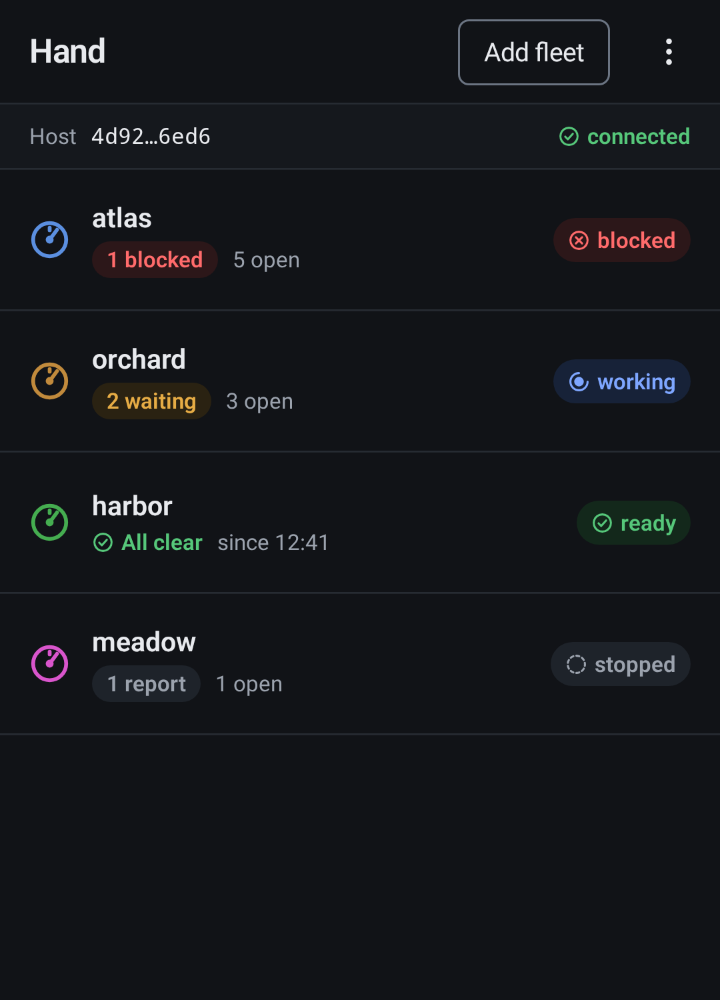 Hand
Add fleet
Host 4d92…6ed6 connected
atlas
1 blocked 5 open
blocked
orchard
2 waiting 3 open
working
harbor
All clear since 12:41
ready
meadow
1 report 1 open
stopped